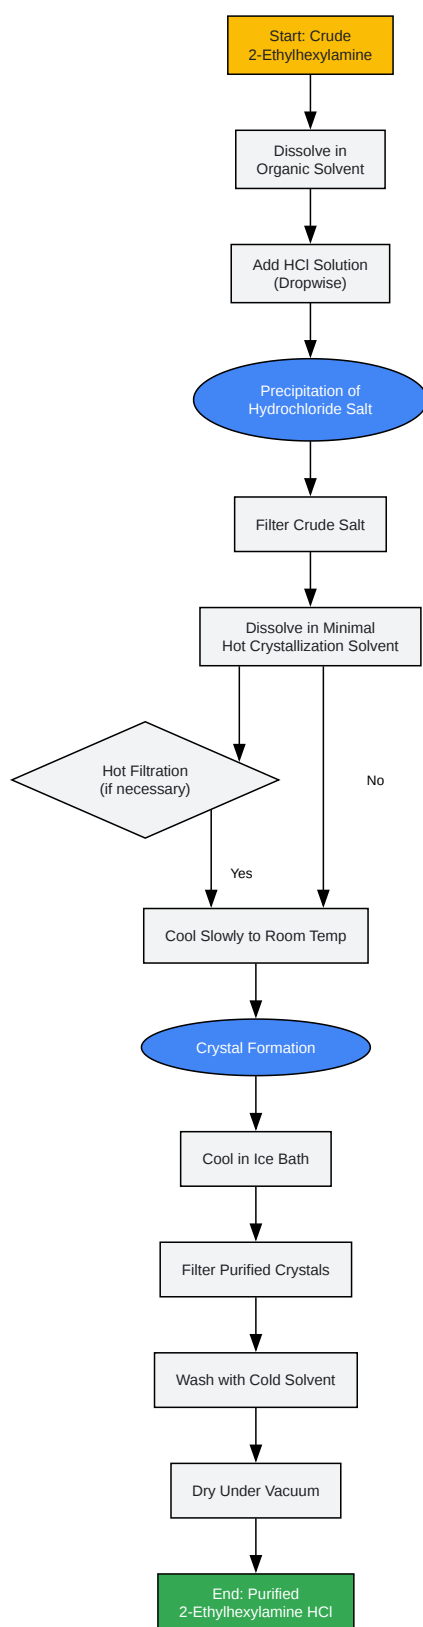 Start: Crude
2-Ethylhexylamine
Dissolve in
Organic Solvent
Add HCl Solution
(Dropwise)
Precipitation of
Hydrochloride Salt
Filter Crude Salt
Dissolve in Minimal
Hot Crystallization Solvent
Hot Filtration
(if necessary)
No
Yes
Cool Slowly to Room Temp
Crystal Formation
Cool in Ice Bath
Filter Purified Crystals
Wash with Cold Solvent
Dry Under Vacuum
End: Purified
2-Ethylhexylamine HCl